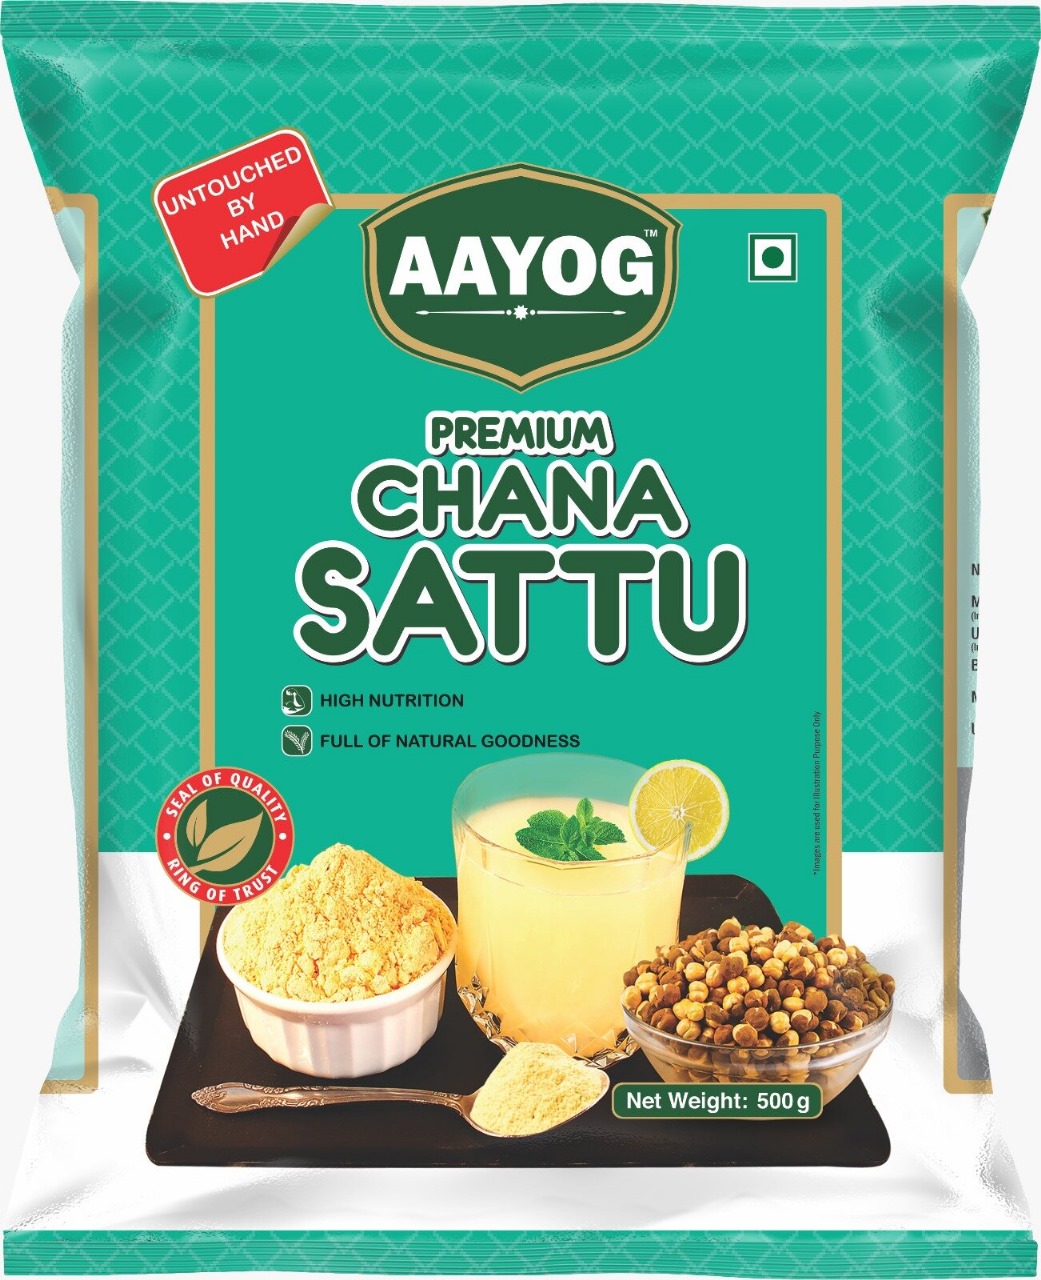 UNTOUCHED
BY
HAND
AAYOG™
PREMIUM
CHANA
SATTU
HIGH NUTRITION
FULL OF NATURAL GOODNESS
SEAL OF QUALITY
RING OF TRUST
*Images are used for Illustration Purpose Only
Net Weight: 500 g